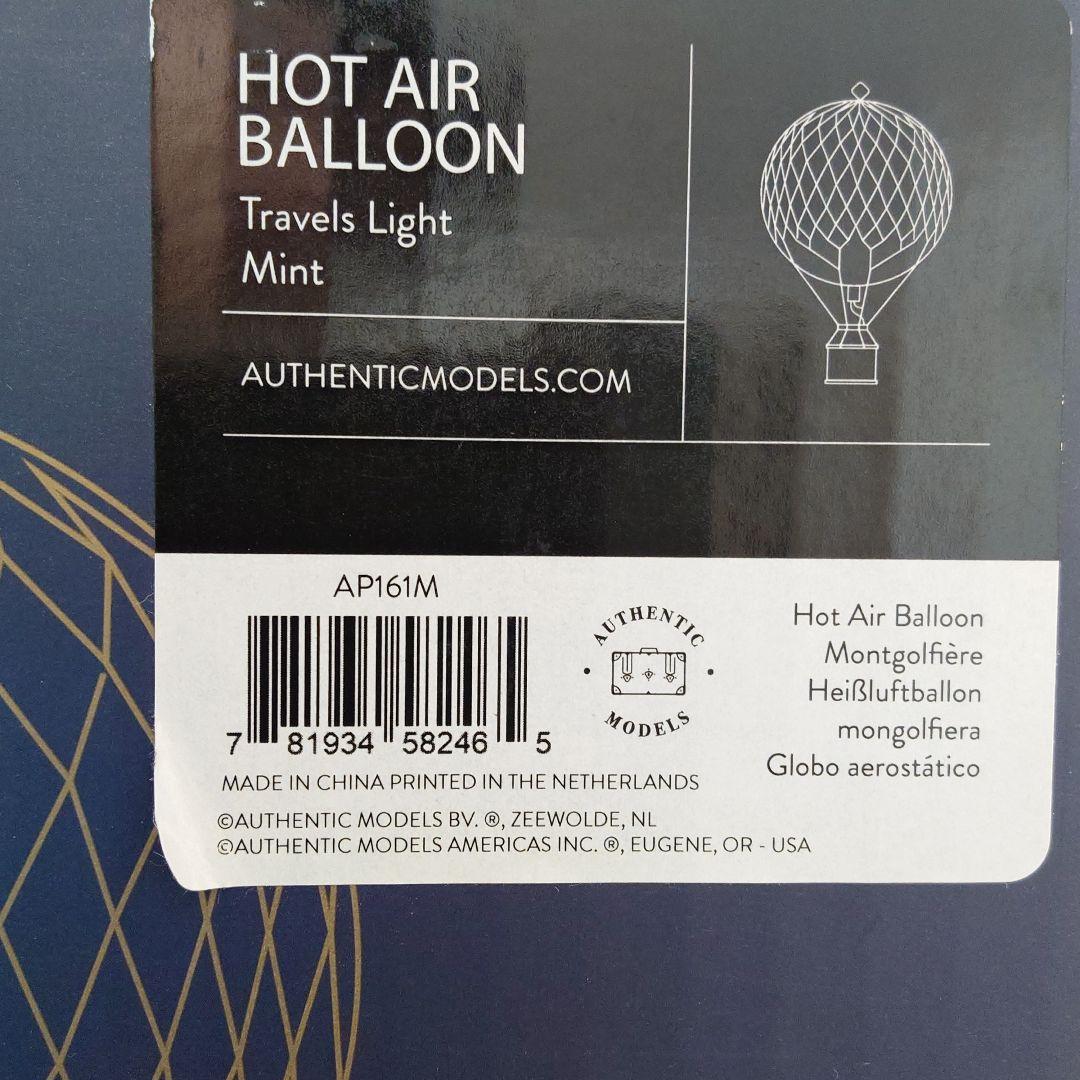 HOT AIR
BALLOON
Travels Light
Mint
AUTHENTICMODELS.COM
AP161M
7 81934 58246 5
AUTHENTIC
MODELS
Hot Air Balloon
Montgolfière
Heißluftballon
mongolfiera
Globo aerostático
MADE IN CHINA PRINTED IN THE NETHERLANDS
©AUTHENTIC MODELS BV. ®, ZEEWOLDE, NL
©AUTHENTIC MODELS AMERICAS INC. ®, EUGENE, OR - USA